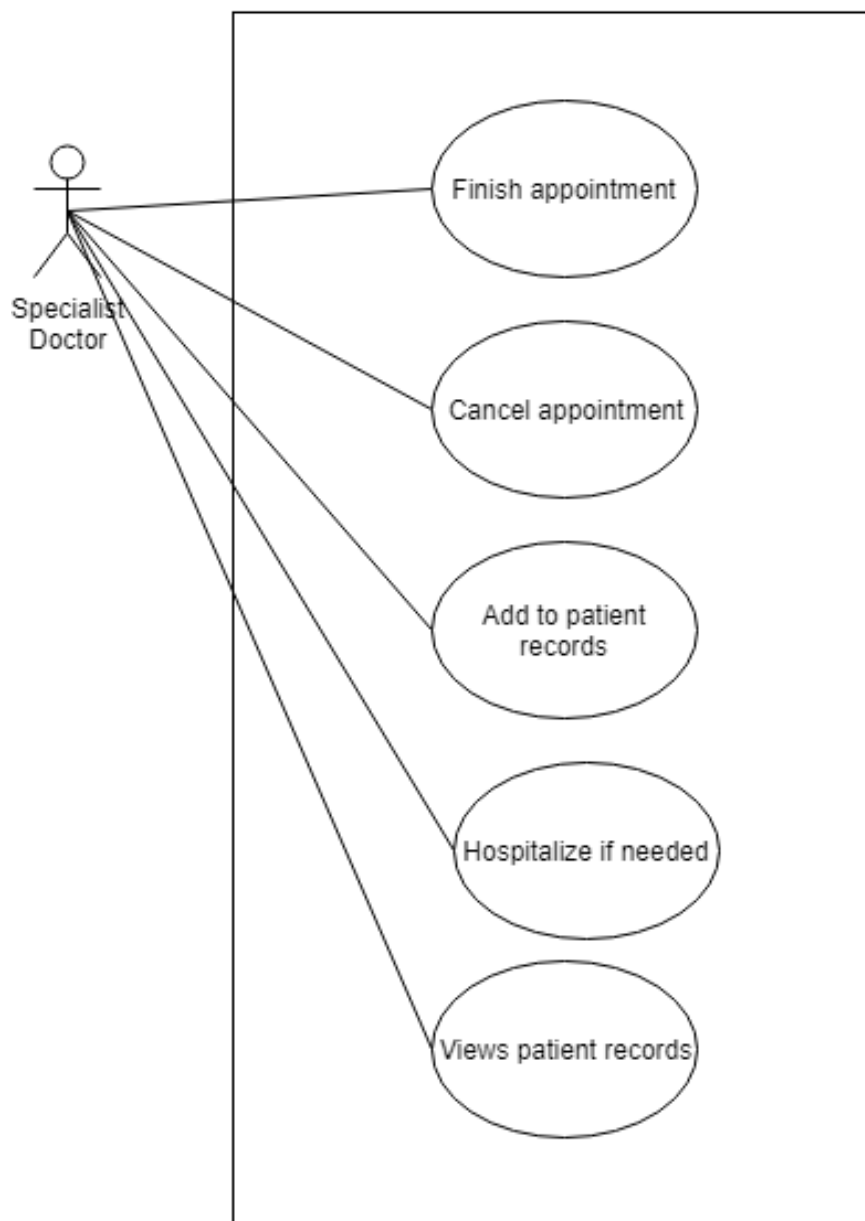 Finish appointment
Specialist
Doctor
Cancel appointment
Add to patient
records
Hospitalize if needed
Views patient records